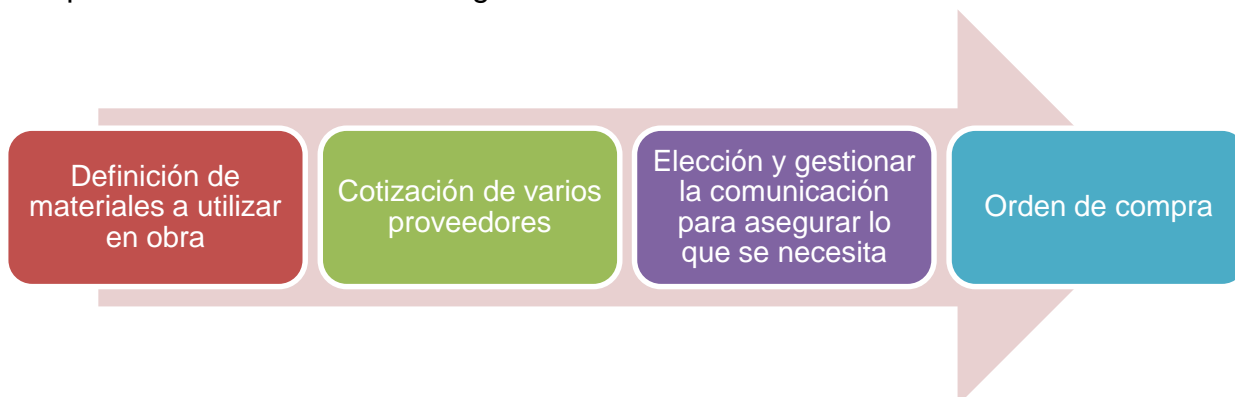 Definición de
materiales a utilizar
en obra
Cotización de varios
proveedores
Elección y gestionar
la comunicación
para asegurar lo
que se necesita
Orden de compra